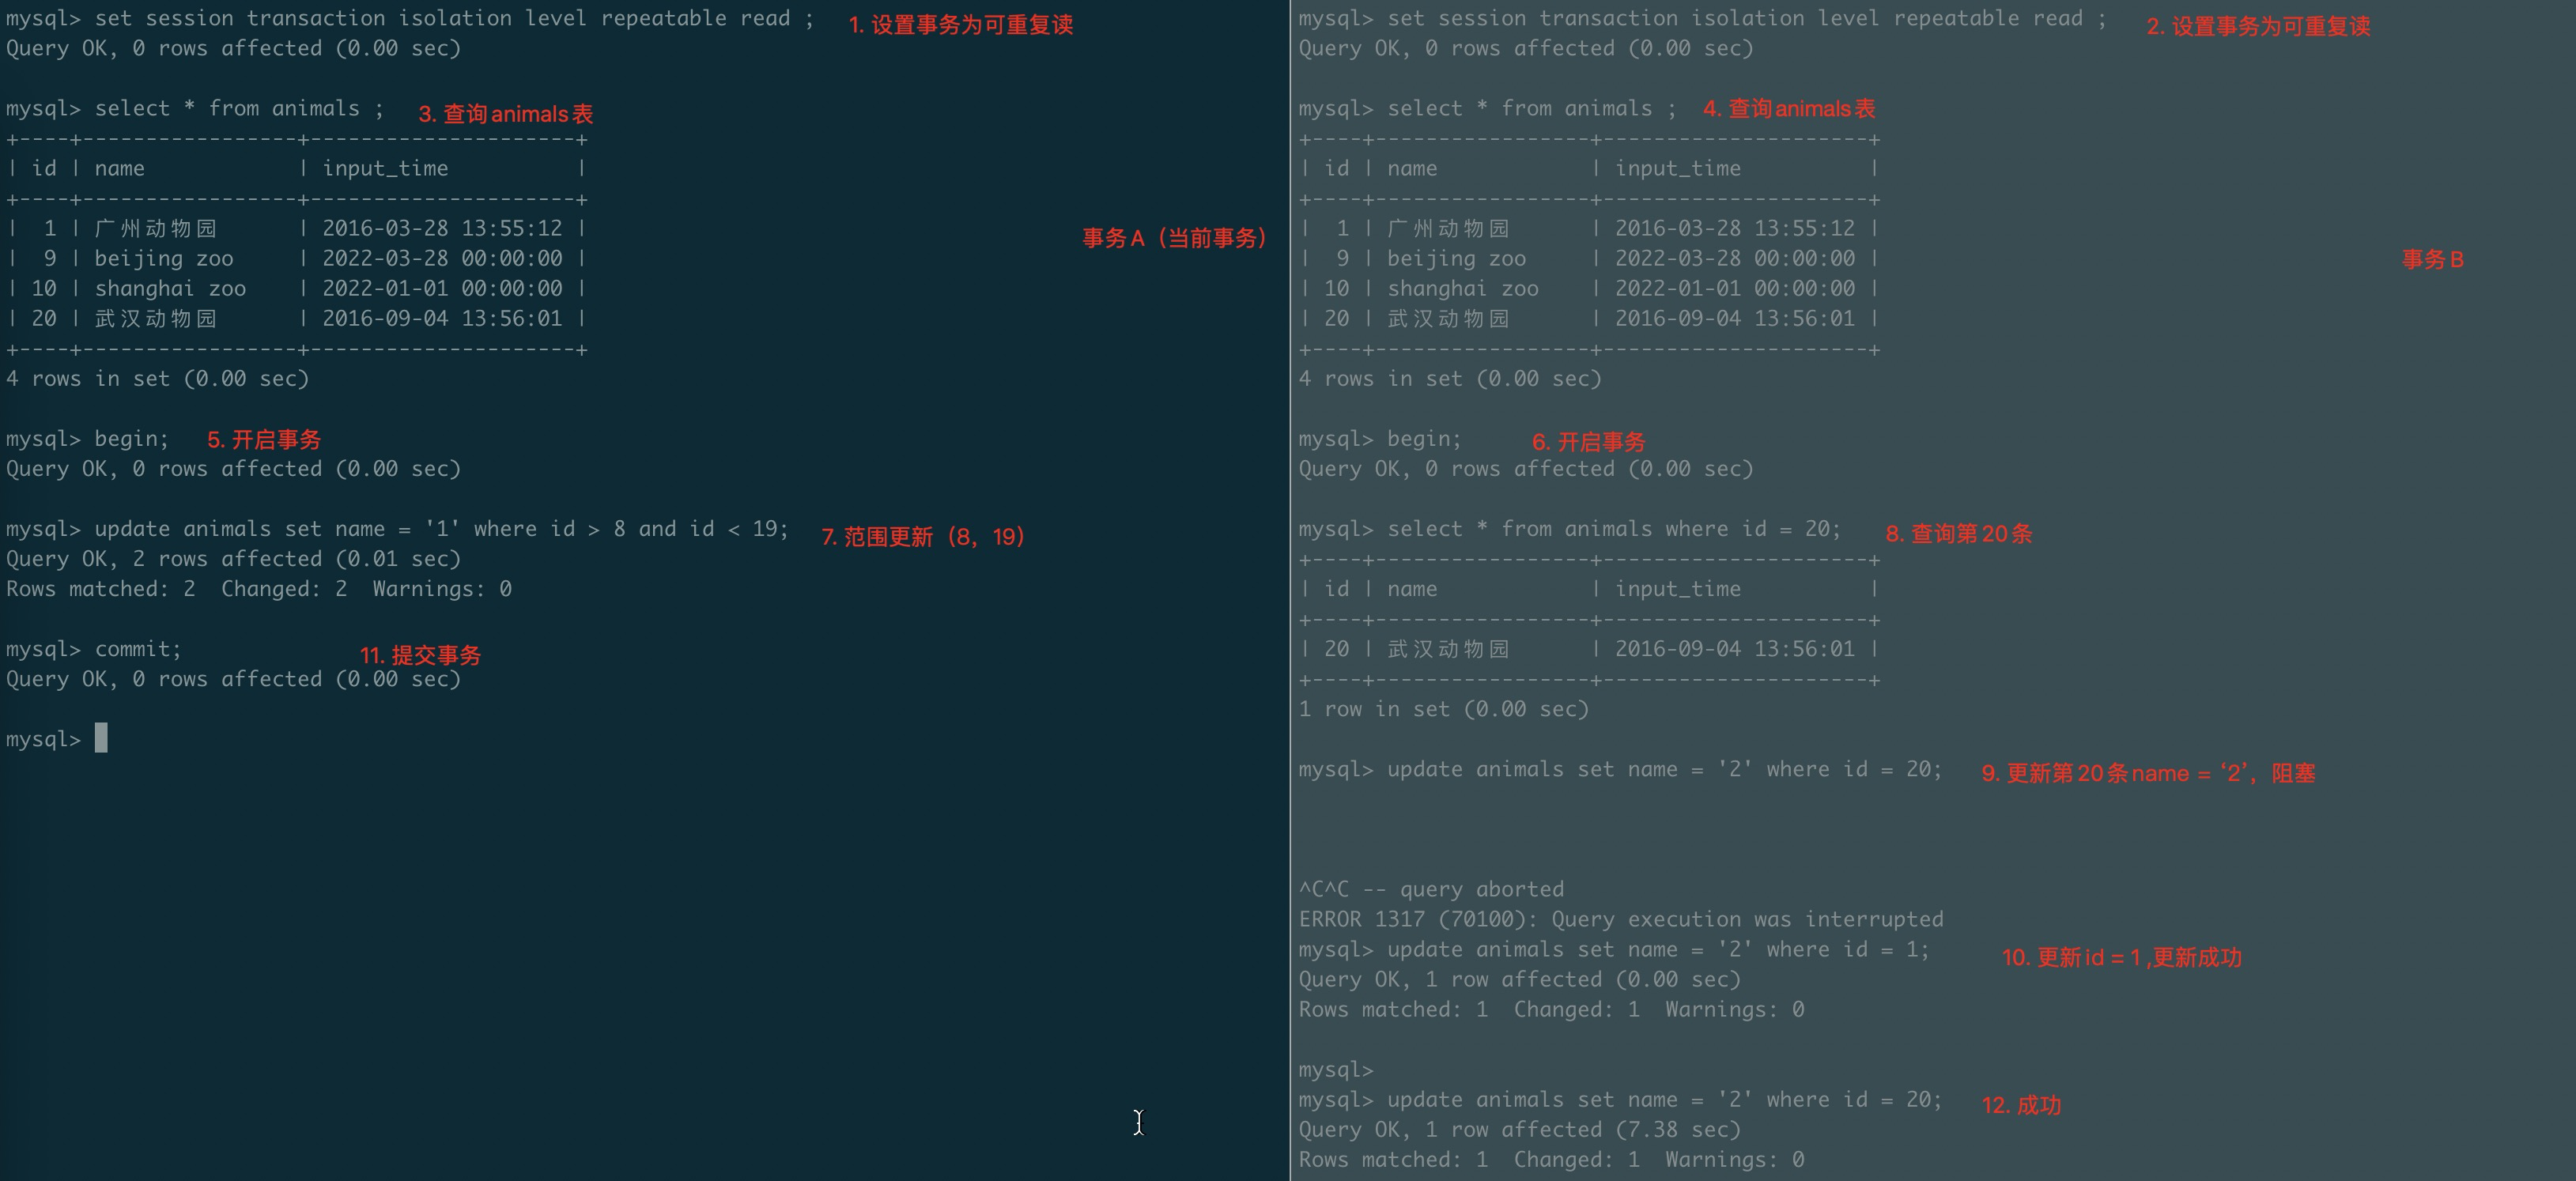 mysql> set session transaction isolation level repeatable read ; 1. 设置事务为可重复读
Query OK, 0 rows affected (0.00 sec)
mysql> select * from animals ; 3. 查询animals表
+----+-----------------+---------------------+
| id | name | input_time |
+----+-----------------+---------------------+
| 1 | 广州动物园 | 2016-03-28 13:55:12 |
| 9 | beijing zoo | 2022-03-28 00:00:00 |
| 10 | shanghai zoo | 2022-01-01 00:00:00 |
| 20 | 武汉动物园 | 2016-09-04 13:56:01 |
+----+-----------------+---------------------+
4 rows in set (0.00 sec)
事务A（当前事务）
mysql> begin; 5. 开启事务
Query OK, 0 rows affected (0.00 sec)
mysql> update animals set name = '1' where id > 8 and id < 19; 7. 范围更新（8，19）
Query OK, 2 rows affected (0.01 sec)
Rows matched: 2 Changed: 2 Warnings: 0
mysql> commit; 11. 提交事务
Query OK, 0 rows affected (0.00 sec)
mysql>
mysql> set session transaction isolation level repeatable read ; 2. 设置事务为可重复读
Query OK, 0 rows affected (0.00 sec)
mysql> select * from animals ; 4. 查询animals表
+----+-----------------+---------------------+
| id | name | input_time |
+----+-----------------+---------------------+
| 1 | 广州动物园 | 2016-03-28 13:55:12 |
| 9 | beijing zoo | 2022-03-28 00:00:00 |
| 10 | shanghai zoo | 2022-01-01 00:00:00 |
| 20 | 武汉动物园 | 2016-09-04 13:56:01 |
+----+-----------------+---------------------+
4 rows in set (0.00 sec)
事务B
mysql> begin; 6. 开启事务
Query OK, 0 rows affected (0.00 sec)
mysql> select * from animals where id = 20; 8. 查询第20条
+----+-----------------+---------------------+
| id | name | input_time |
+----+-----------------+---------------------+
| 20 | 武汉动物园 | 2016-09-04 13:56:01 |
+----+-----------------+---------------------+
1 row in set (0.00 sec)
mysql> update animals set name = '2' where id = 20; 9. 更新第20条name = ‘2’，阻塞
^C^C -- query aborted
ERROR 1317 (70100): Query execution was interrupted
mysql> update animals set name = '2' where id = 1; 10. 更新id = 1 ,更新成功
Query OK, 1 row affected (0.00 sec)
Rows matched: 1 Changed: 1 Warnings: 0
mysql>
mysql> update animals set name = '2' where id = 20; 12. 成功
Query OK, 1 row affected (7.38 sec)
Rows matched: 1 Changed: 1 Warnings: 0